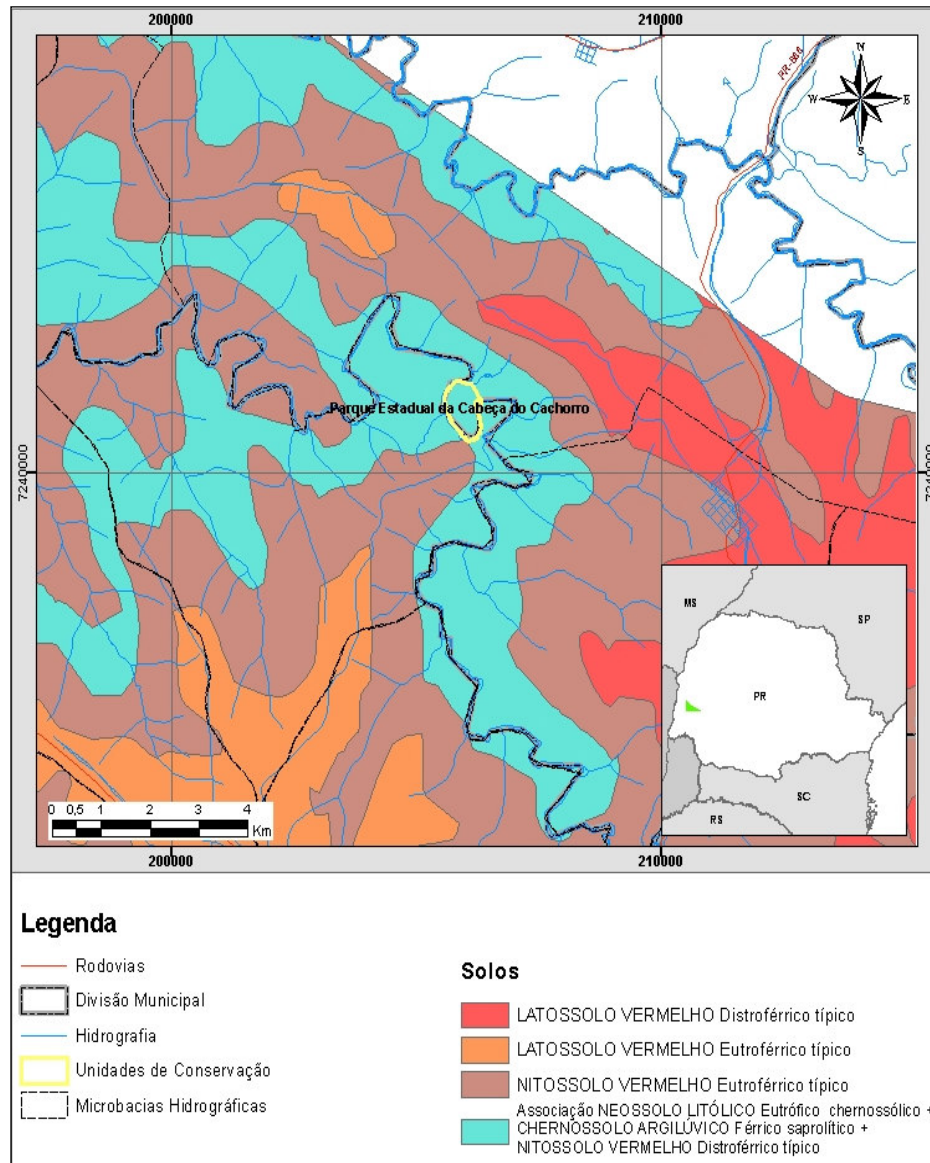 200000 210000
PR-866
N
W E
S
Parque Estadual da Cabeça do Cachorro
7240000 7240000
MS
SP
PR
SC
RS
0 0,5 1 2 3 4
Km
200000 210000
Legenda
Rodovias
Divisão Municipal
Hidrografia
Unidades de Conservação
Microbacias Hidrográficas
Solos
LATOSSOLO VERMELHO Distroférrico típico
LATOSSOLO VERMELHO Eutroférrico típico
NITOSSOLO VERMELHO Eutroférrico típico
Associação NEOSSOLO LITÓLICO Eutrófico chernossólico +
CHERNOSSOLO ARGILÚVICO Férrico saprolítico +
NITOSSOLO VERMELHO Distroférrico típico